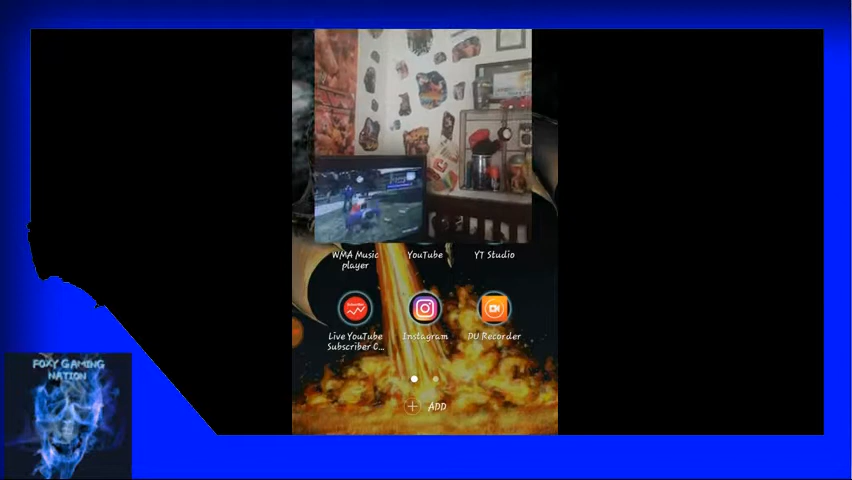 WMA Music
player
YouTube
YT Studio
Live YouTube
Subscriber C...
Instagram
DU Recorder
ADD
FOXY GAMING
NATION